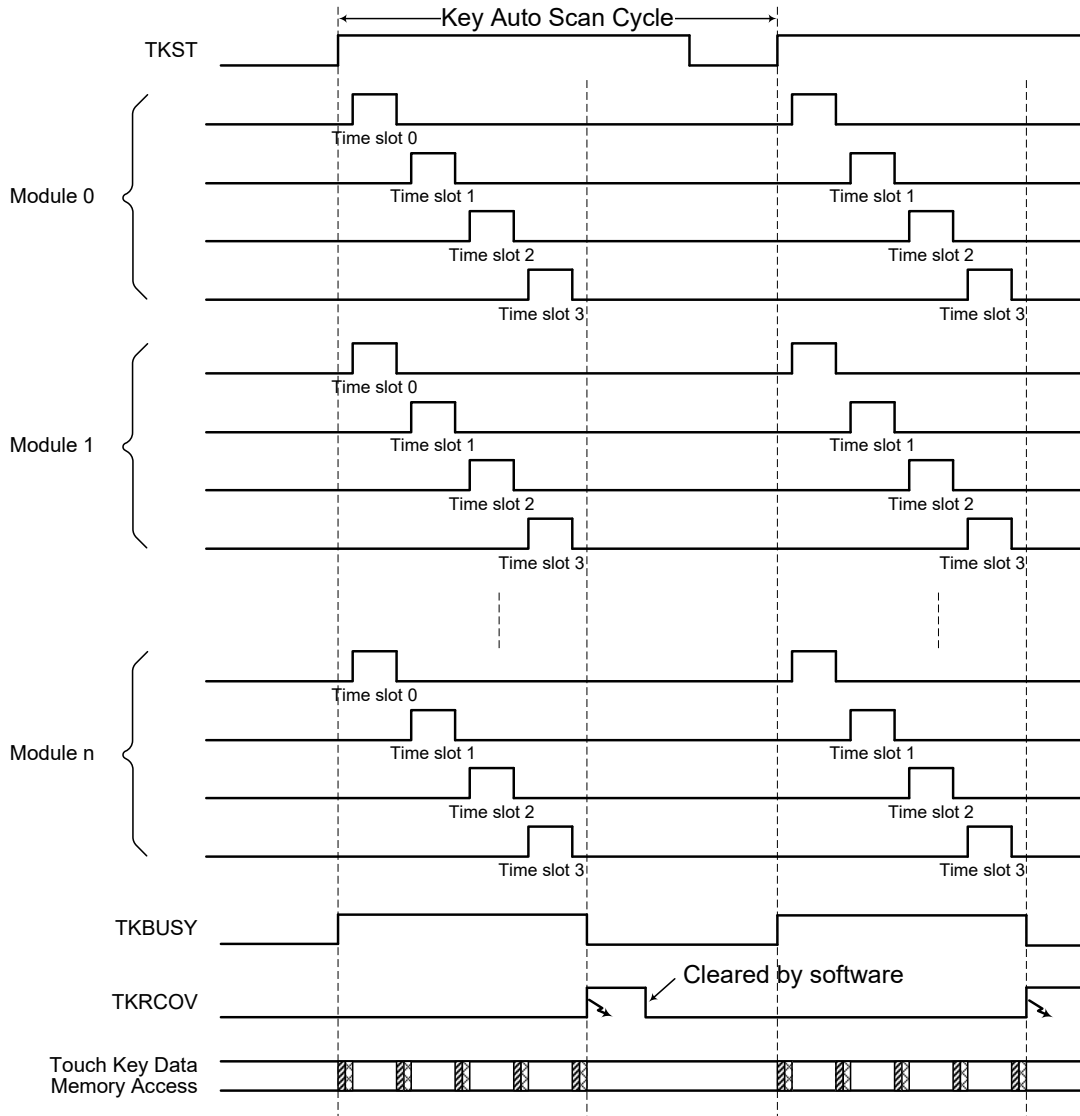 Key Auto Scan Cycle
TKST
Time slot 0
Module 0
Time slot 1
Time slot 1
Time slot 2
Time slot 2
Time slot 3
Time slot 3
Time slot 0
Module 1
Time slot 1
Time slot 1
Time slot 2
Time slot 2
Time slot 3
Time slot 3
Time slot 0
Module n
Time slot 1
Time slot 1
Time slot 2
Time slot 2
Time slot 3
Time slot 3
TKBUSY
Cleared by software
TKRCOV
Touch Key Data
Memory Access